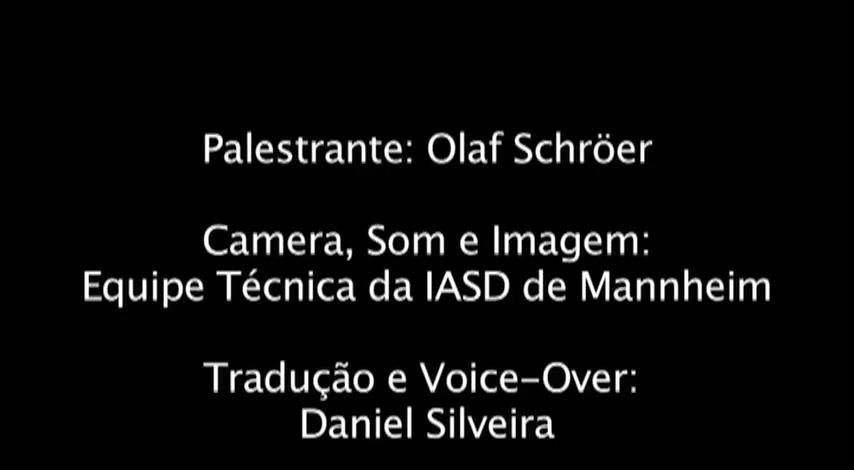 Palestrante: Olaf Schröer
Camera, Som e Imagem:
Equipe Técnica da IASD de Mannheim
Tradução e Voice-Over:
Daniel Silveira